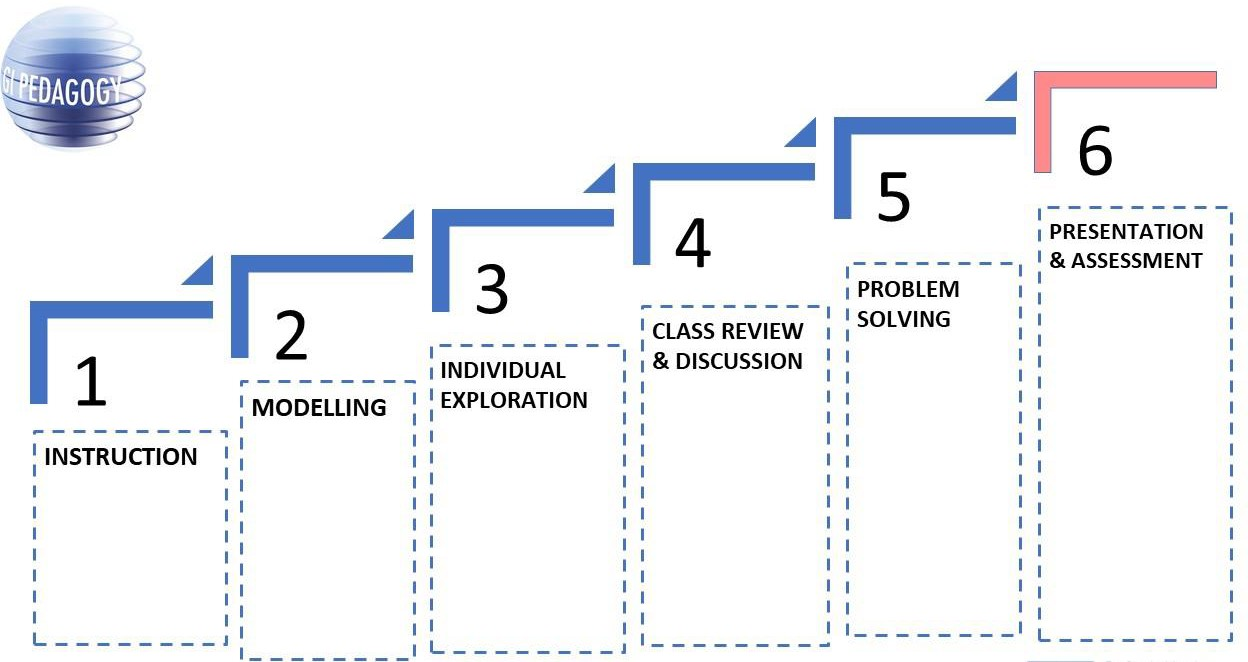 GI PEDAGOGY
1
INSTRUCTION
2
MODELLING
3
INDIVIDUAL
EXPLORATION
4
CLASS REVIEW
& DISCUSSION
5
PROBLEM
SOLVING
6
PRESENTATION
& ASSESSMENT